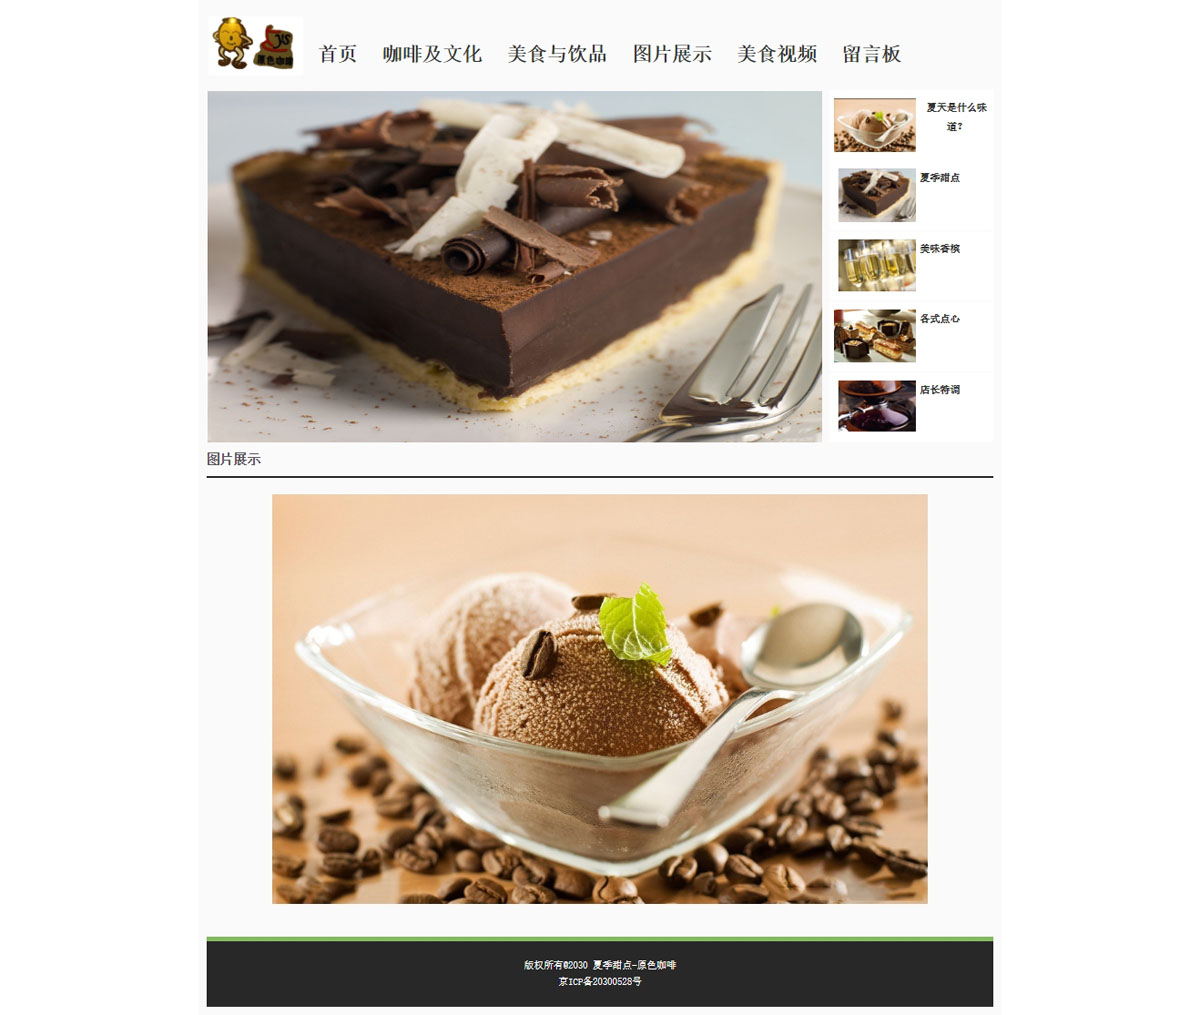 原色咖啡
首页 咖啡及文化 美食与饮品 图片展示 美食视频 留言板
夏天是什么味
道?
夏季甜点
美味香槟
各式点心
店长特调
图片展示
版权所有@2030 夏季甜点-原色咖啡
京ICP备20300528号